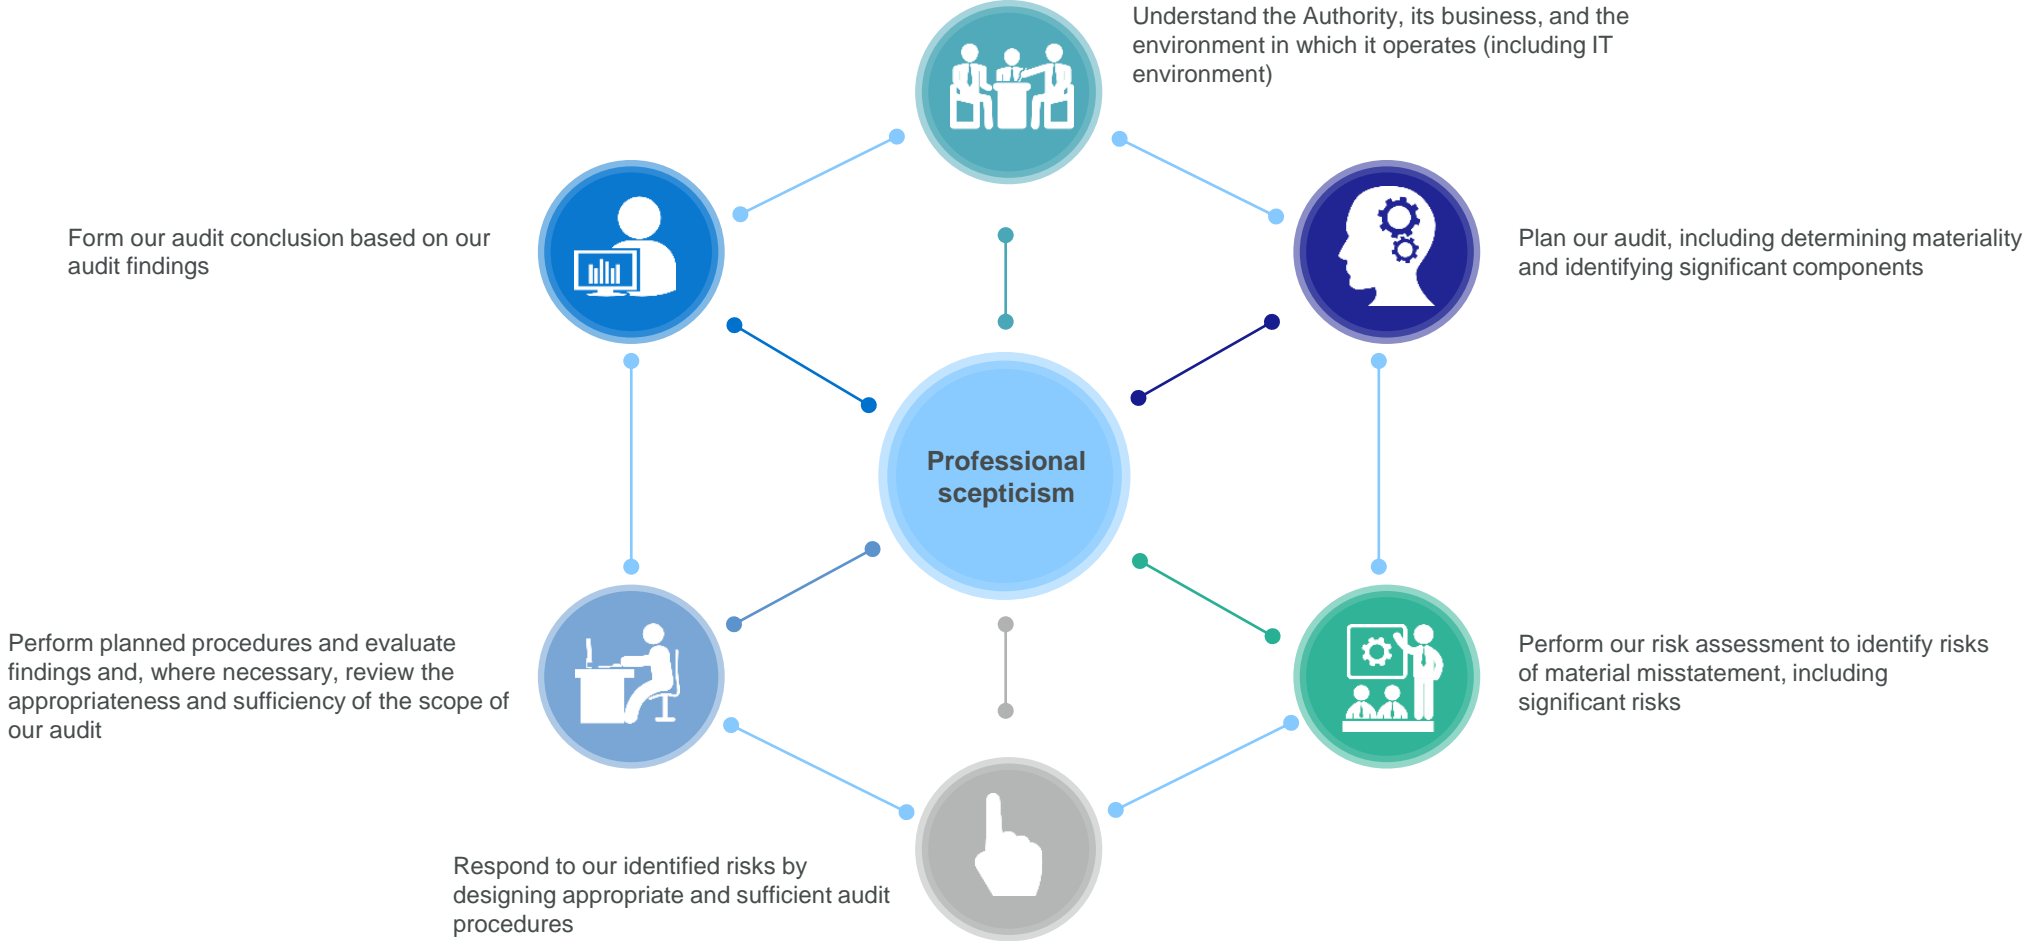 Understand the Authority, its business, and the
environment in which it operates (including IT
environment)
Plan our audit, including determining materiality
and identifying significant components
Perform our risk assessment to identify risks
of material misstatement, including
significant risks
Respond to our identified risks by
designing appropriate and sufficient audit
procedures
Perform planned procedures and evaluate
findings and, where necessary, review the
appropriateness and sufficiency of the scope of
our audit
Form our audit conclusion based on our
audit findings
Professional
scepticism